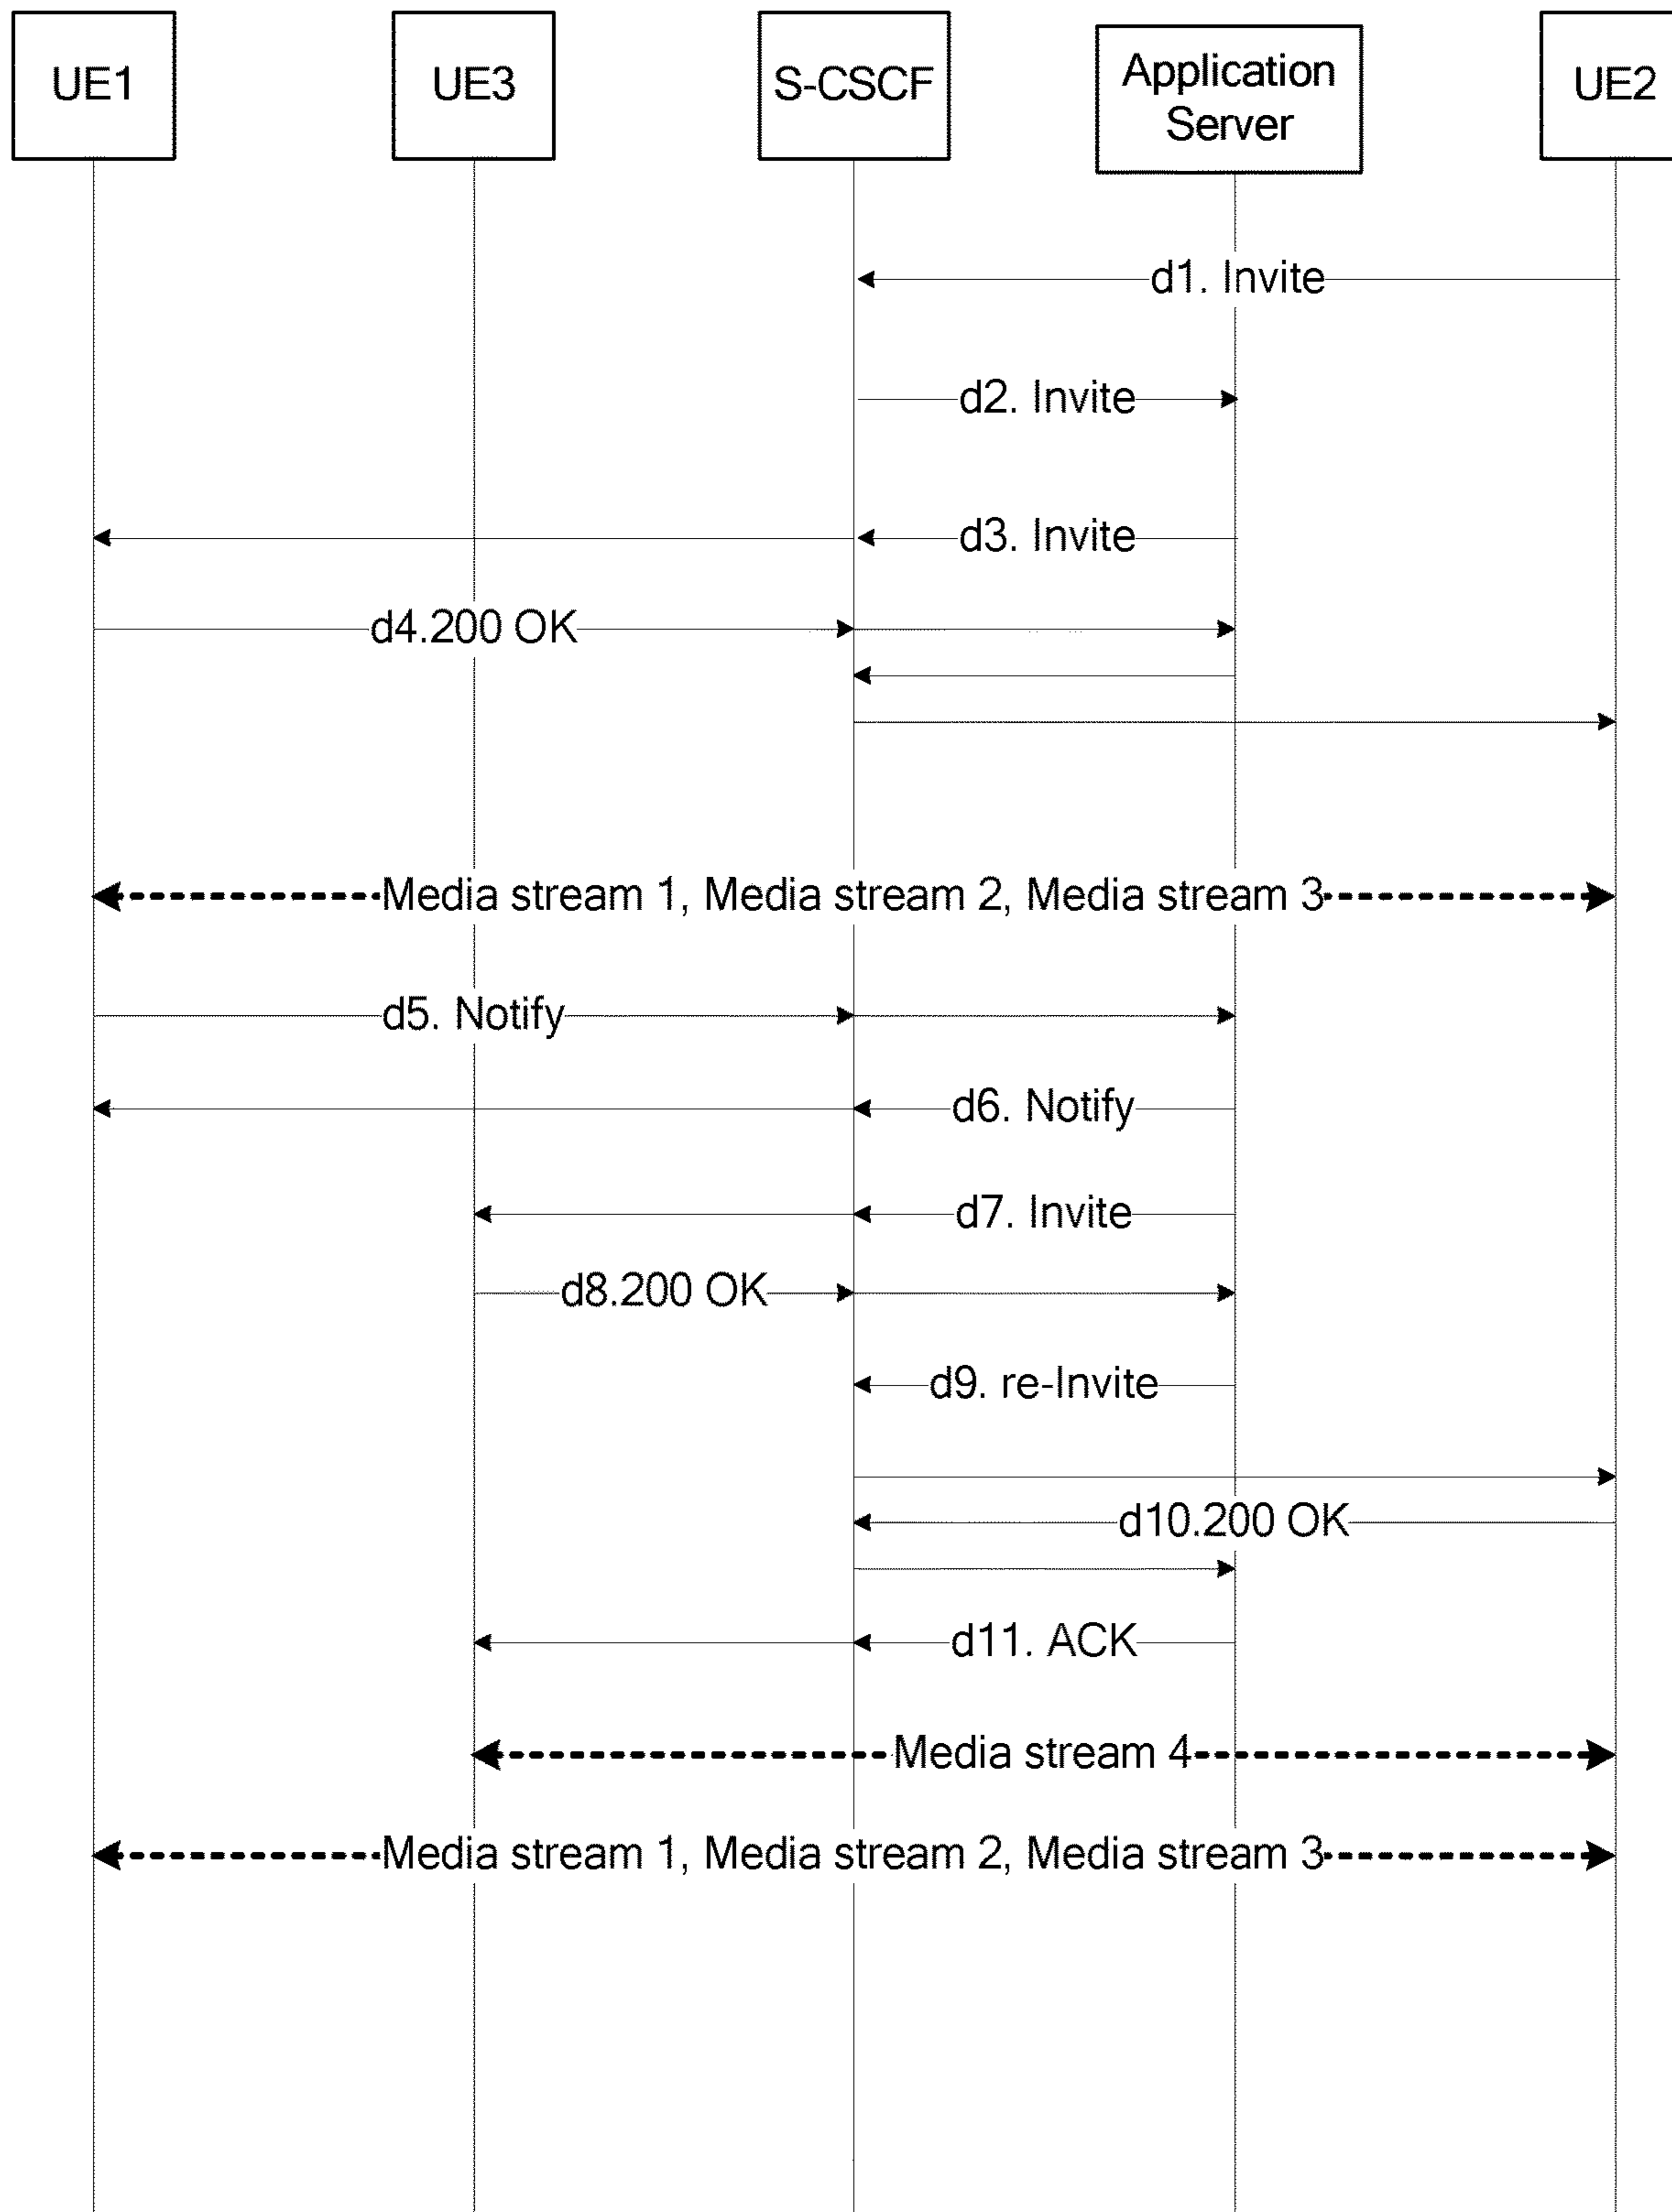 UE1
UE3
S-CSCF
Application
Server
UE2
d1. Invite
d2. Invite
d3. Invite
d4.200 OK
Media stream 1, Media stream 2, Media stream 3
d5. Notify
d6. Notify
d7. Invite
d8.200 OK
d9. re-Invite
d10.200 OK
d11. ACK
Media stream 4
Media stream 1, Media stream 2, Media stream 3